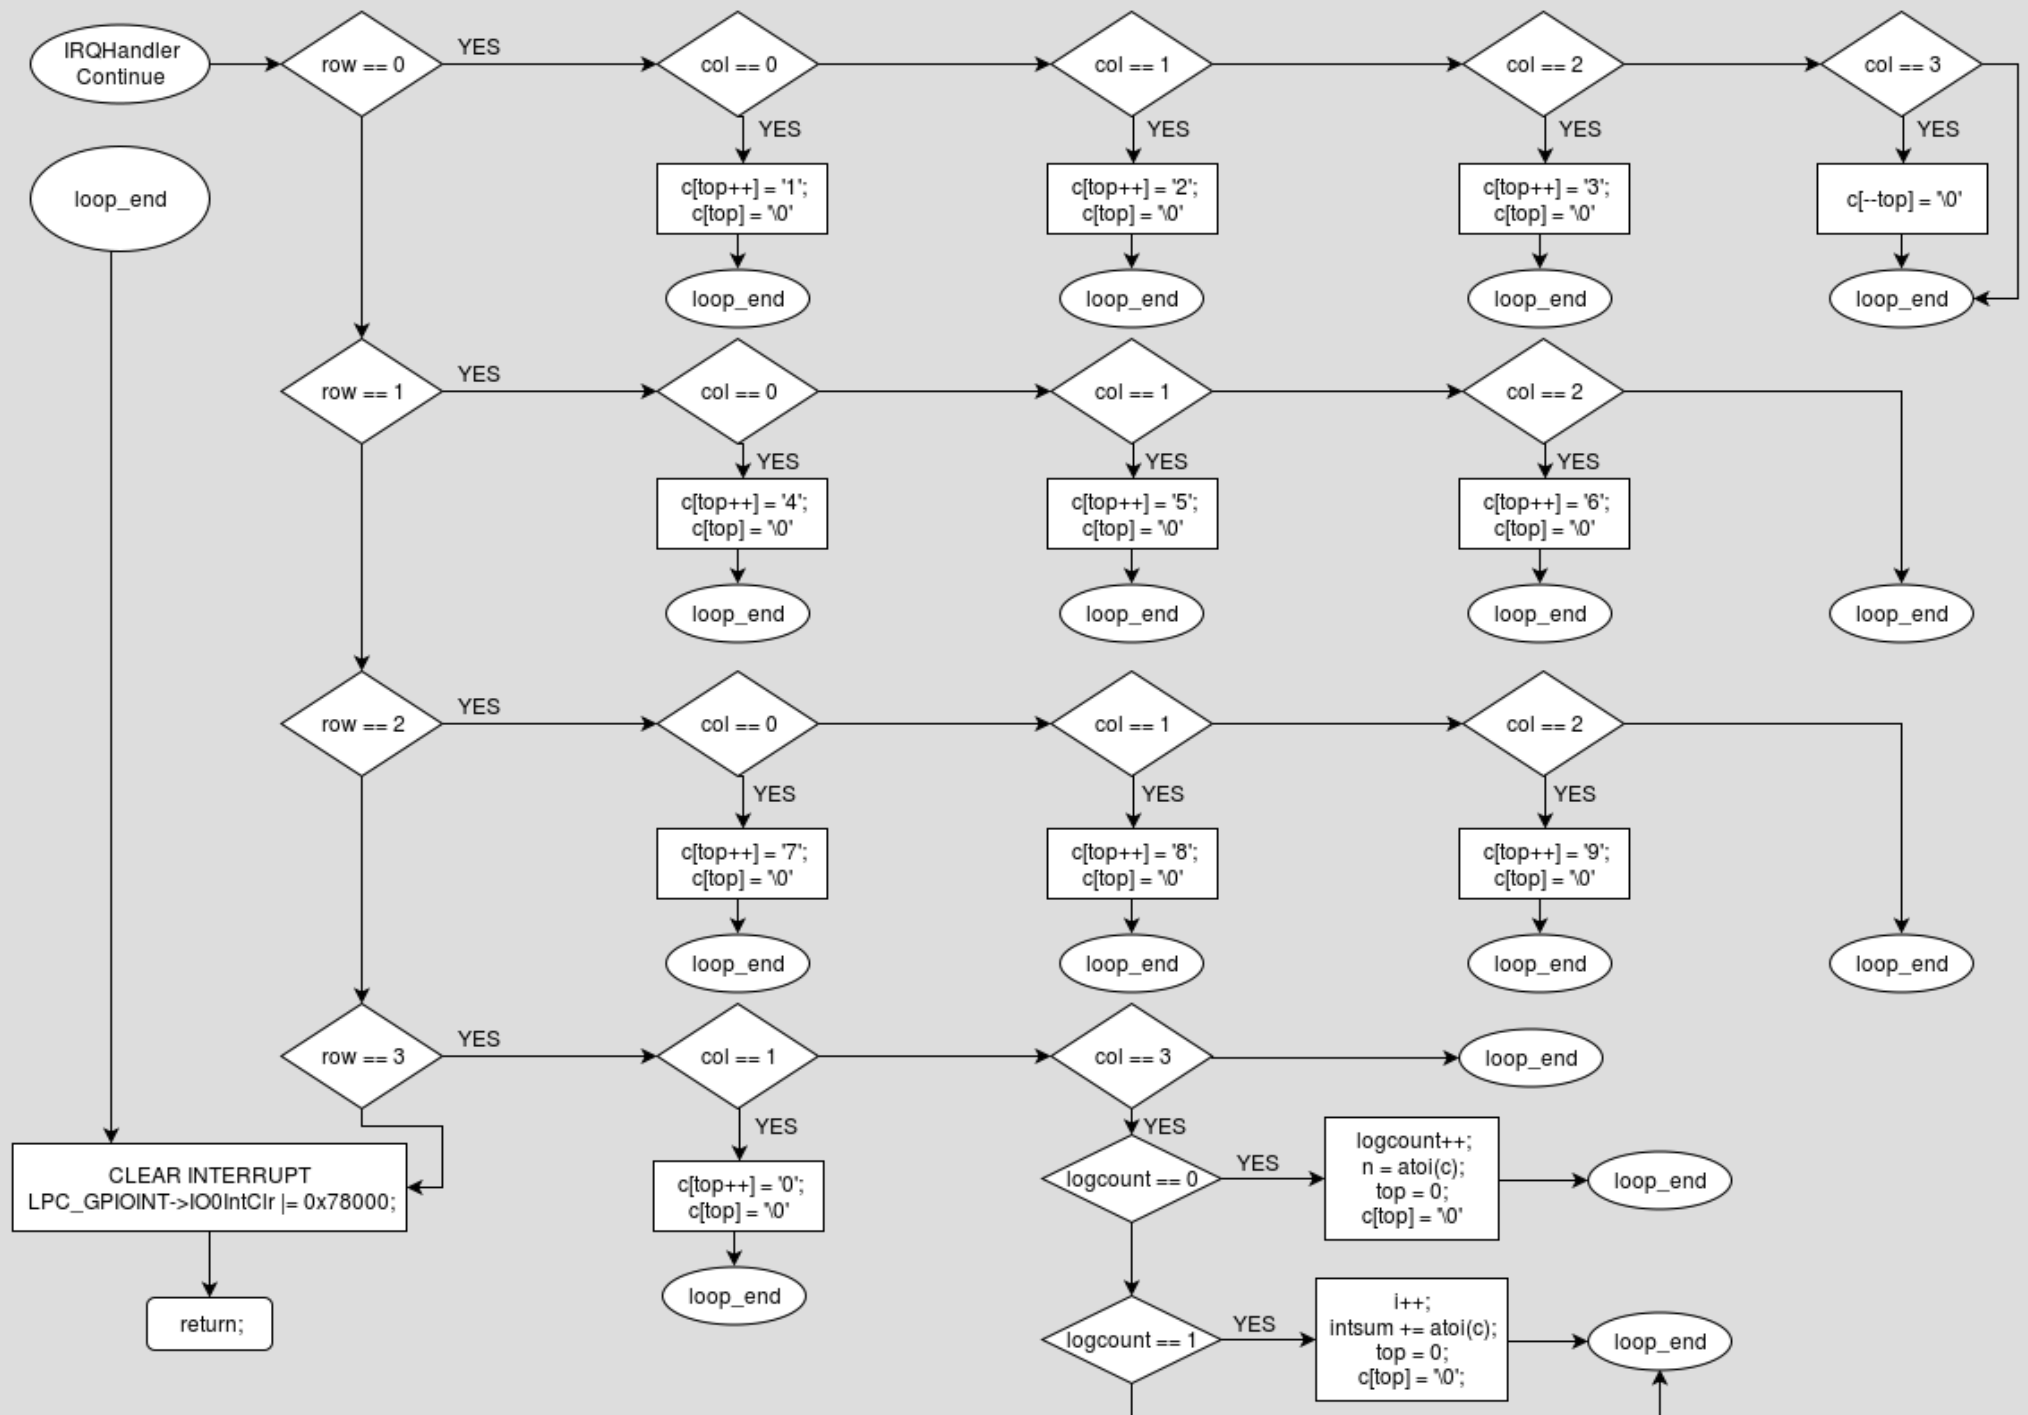 IRQHandler
Continue
row == 0
YES
col == 0
col == 1
col == 2
col == 3
YES
YES
YES
YES
loop_end
c[top++] = '1';
c[top] = '\0'
c[top++] = '2';
c[top] = '\0'
c[top++] = '3';
c[top] = '\0'
c[--top] = '\0'
loop_end
loop_end
loop_end
loop_end
row == 1
YES
col == 0
col == 1
col == 2
YES
YES
YES
c[top++] = '4';
c[top] = '\0'
c[top++] = '5';
c[top] = '\0'
c[top++] = '6';
c[top] = '\0'
loop_end
loop_end
loop_end
loop_end
row == 2
YES
col == 0
col == 1
col == 2
YES
YES
YES
c[top++] = '7';
c[top] = '\0'
c[top++] = '8';
c[top] = '\0'
c[top++] = '9';
c[top] = '\0'
loop_end
loop_end
loop_end
loop_end
row == 3
YES
col == 1
col == 3
loop_end
YES
YES
CLEAR INTERRUPT
LPC_GPIOINT->IO0IntClr |= 0x78000;
c[top++] = '0';
c[top] = '\0'
logcount == 0
YES
logcount++;
n = atoi(c);
top = 0;
c[top] = '\0'
loop_end
return;
loop_end
logcount == 1
YES
i++;
intsum += atoi(c);
top = 0;
c[top] = '\0';
loop_end